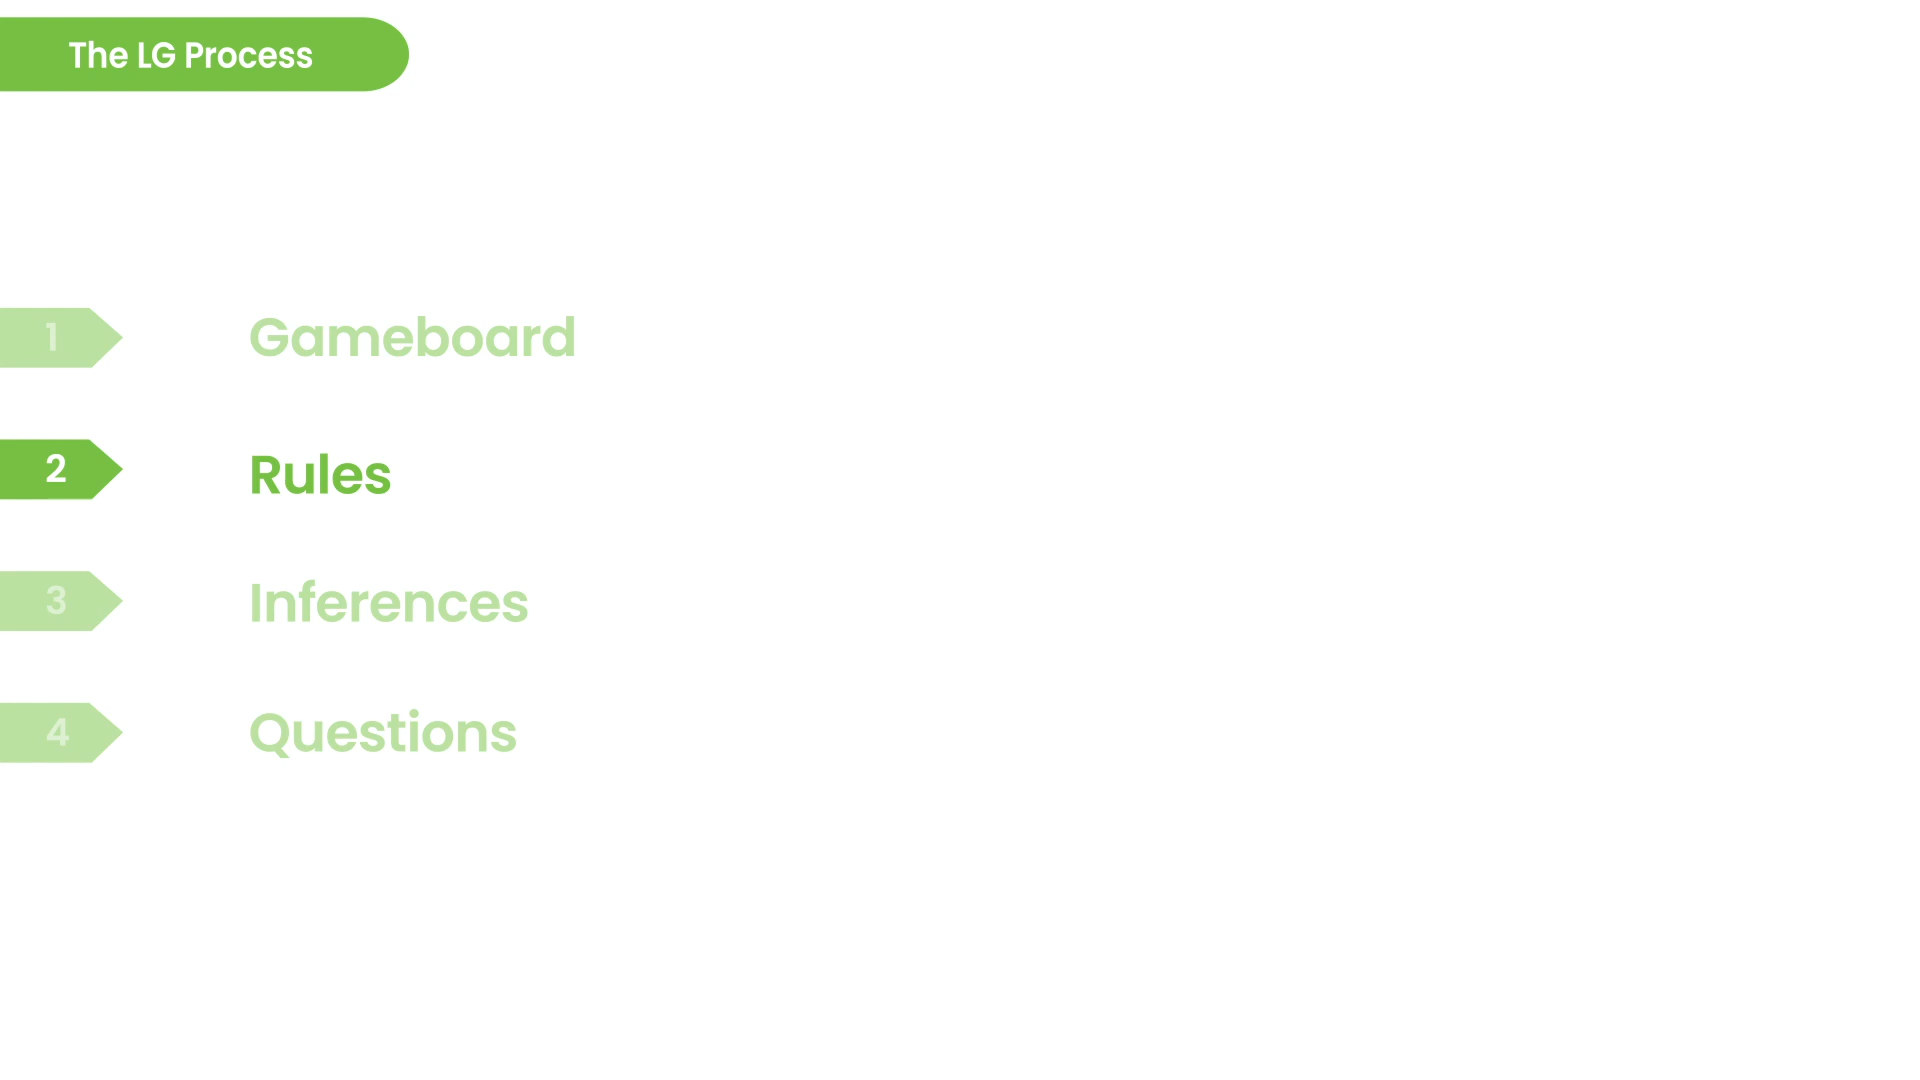 The LG Process
1 Gameboard
2 Rules
3 Inferences
4 Questions